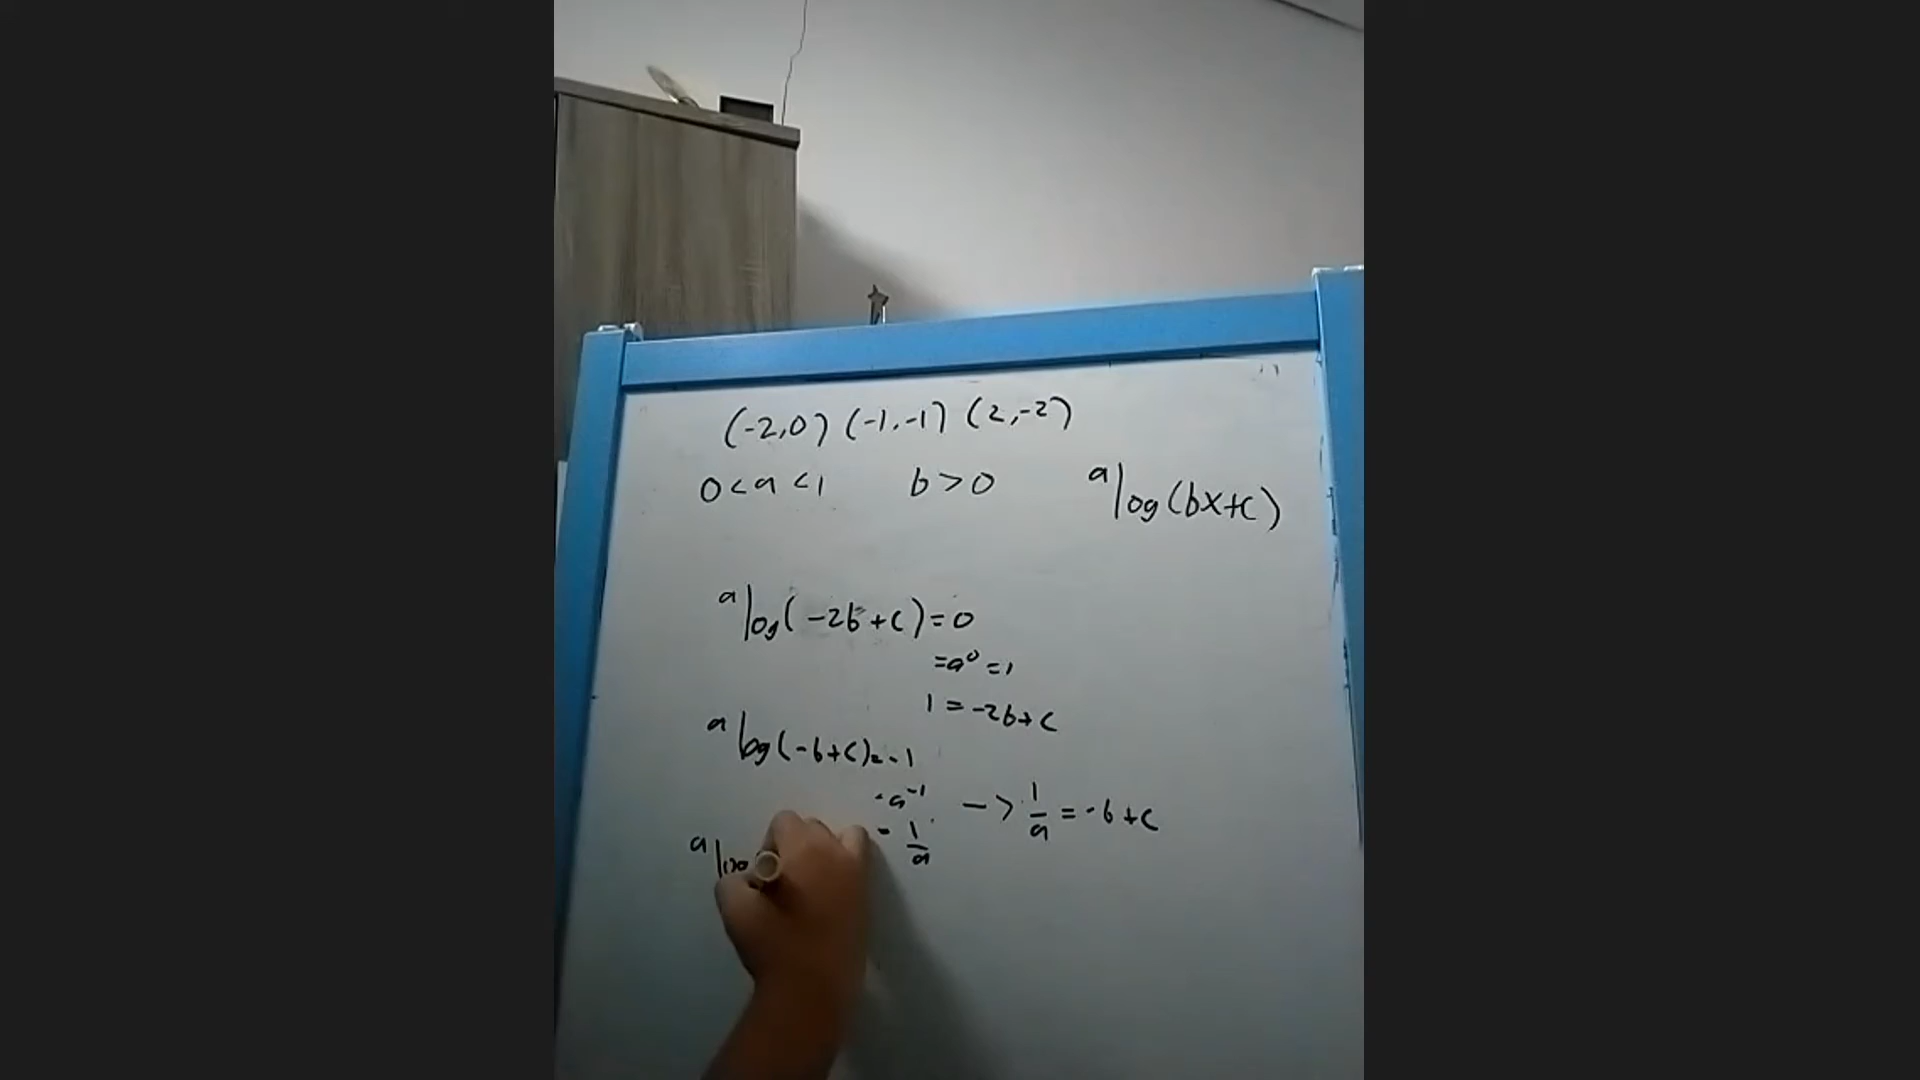 (-2,0) (-1,-1) (2,-2)
0<a<1 b>0 ᵃlog(bx+c)
ᵃlog(-2b+c)=0
=a⁰=1
1=-2b+c
ᵃlog(-b+c)=-1
=a⁻¹ -> 1/a=-b+c
=1/a
ᵃlog